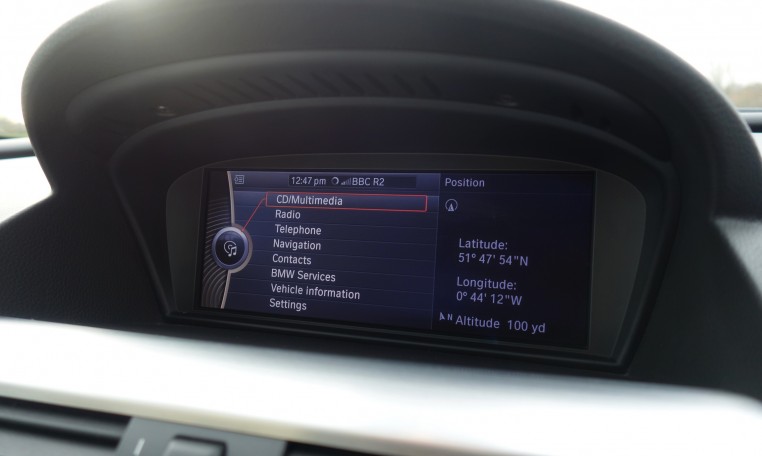 12:47 pm BBC R2
CD/Multimedia
Radio
Telephone
Navigation
Contacts
BMW Services
Vehicle information
Settings
Position
Latitude:
51° 47' 54"N
Longitude:
0° 44' 12"W
N Altitude 100 yd